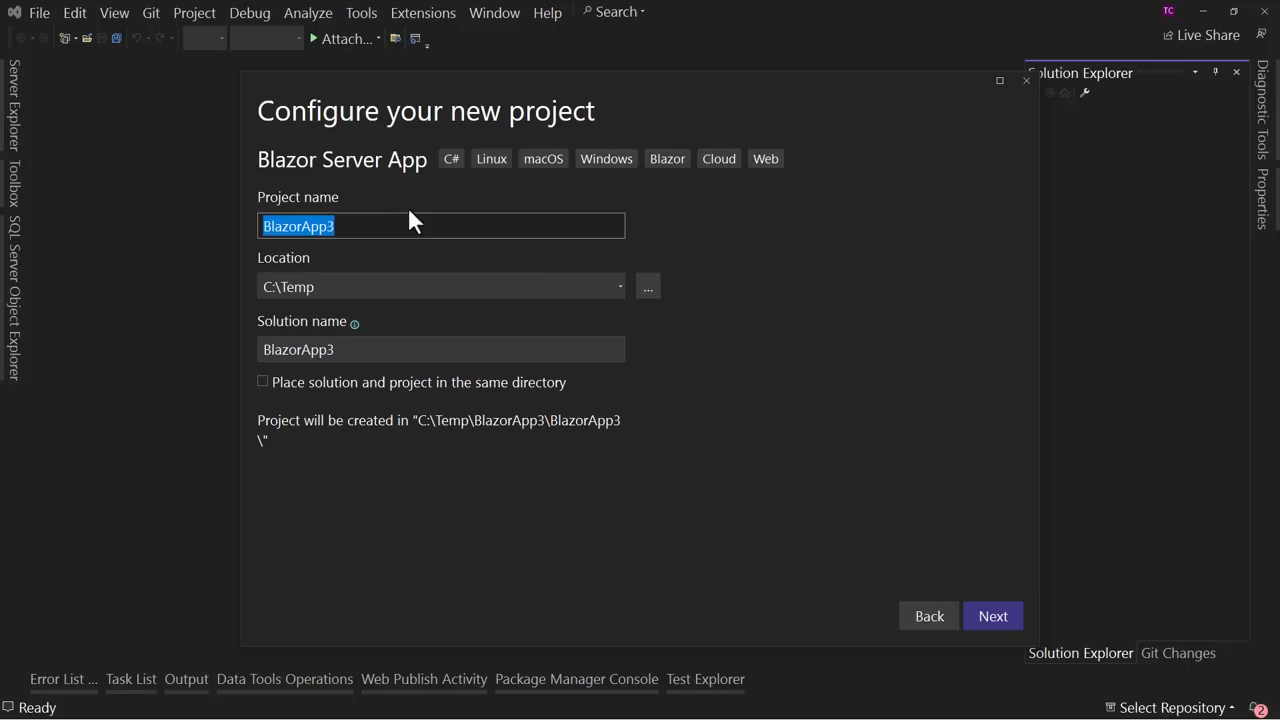 File Edit View Git Project Debug Analyze Tools Extensions Window Help Search TC
Attach... Live Share
Server Explorer
Toolbox
SQL Server Object Explorer
Configure your new project
Blazor Server App C# Linux macOS Windows Blazor Cloud Web
Project name
BlazorApp3
Location
C:\Temp ...
Solution name
BlazorApp3
Place solution and project in the same directory
Project will be created in "C:\Temp\BlazorApp3\BlazorApp3
\"
Back Next
olution Explorer
Diagnostic Tools
Properties
Solution Explorer Git Changes
Error List ... Task List Output Data Tools Operations Web Publish Activity Package Manager Console Test Explorer
Ready Select Repository 2